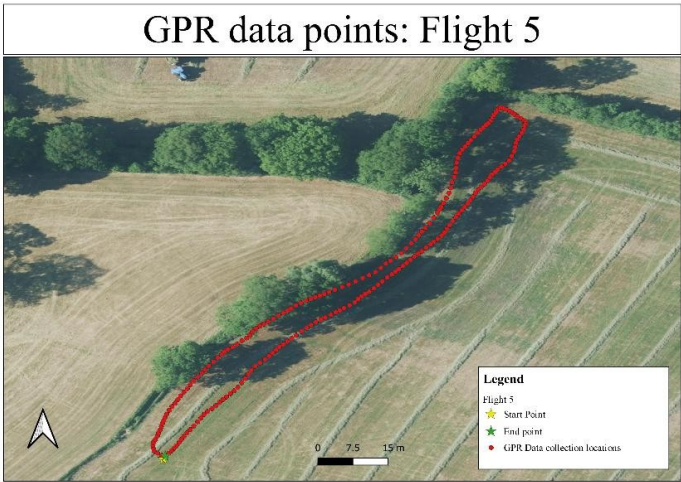 GPR data points: Flight 5
Legend
Flight 5
Start Point
End point
GPR Data collection locations
0 7.5 15 m